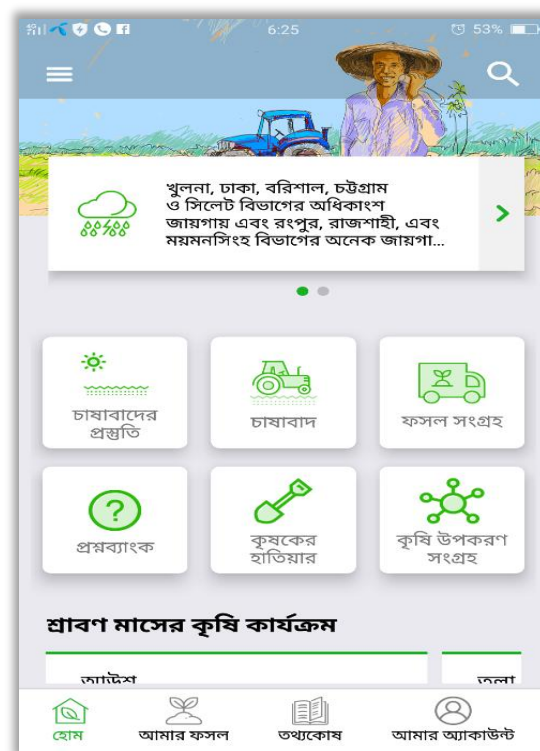 6:25
53%
খুলনা, ঢাকা, বরিশাল, চট্টগ্রাম
ও সিলেট বিভাগের অধিকাংশ
জায়গায় এবং রংপুর, রাজশাহী, এবং
ময়মনসিংহ বিভাগের অনেক জায়গা...
চাষাবাদের
প্রস্তুতি
চাষাবাদ
ফসল সংগ্রহ
প্রশ্নব্যাংক
কৃষকের
হাতিয়ার
কৃষি উপকরণ
সংগ্রহ
শ্রাবণ মাসের কৃষি কার্যক্রম
আউশ
তুলা
হোম
আমার ফসল
তথ্যকোষ
আমার অ্যাকাউন্ট